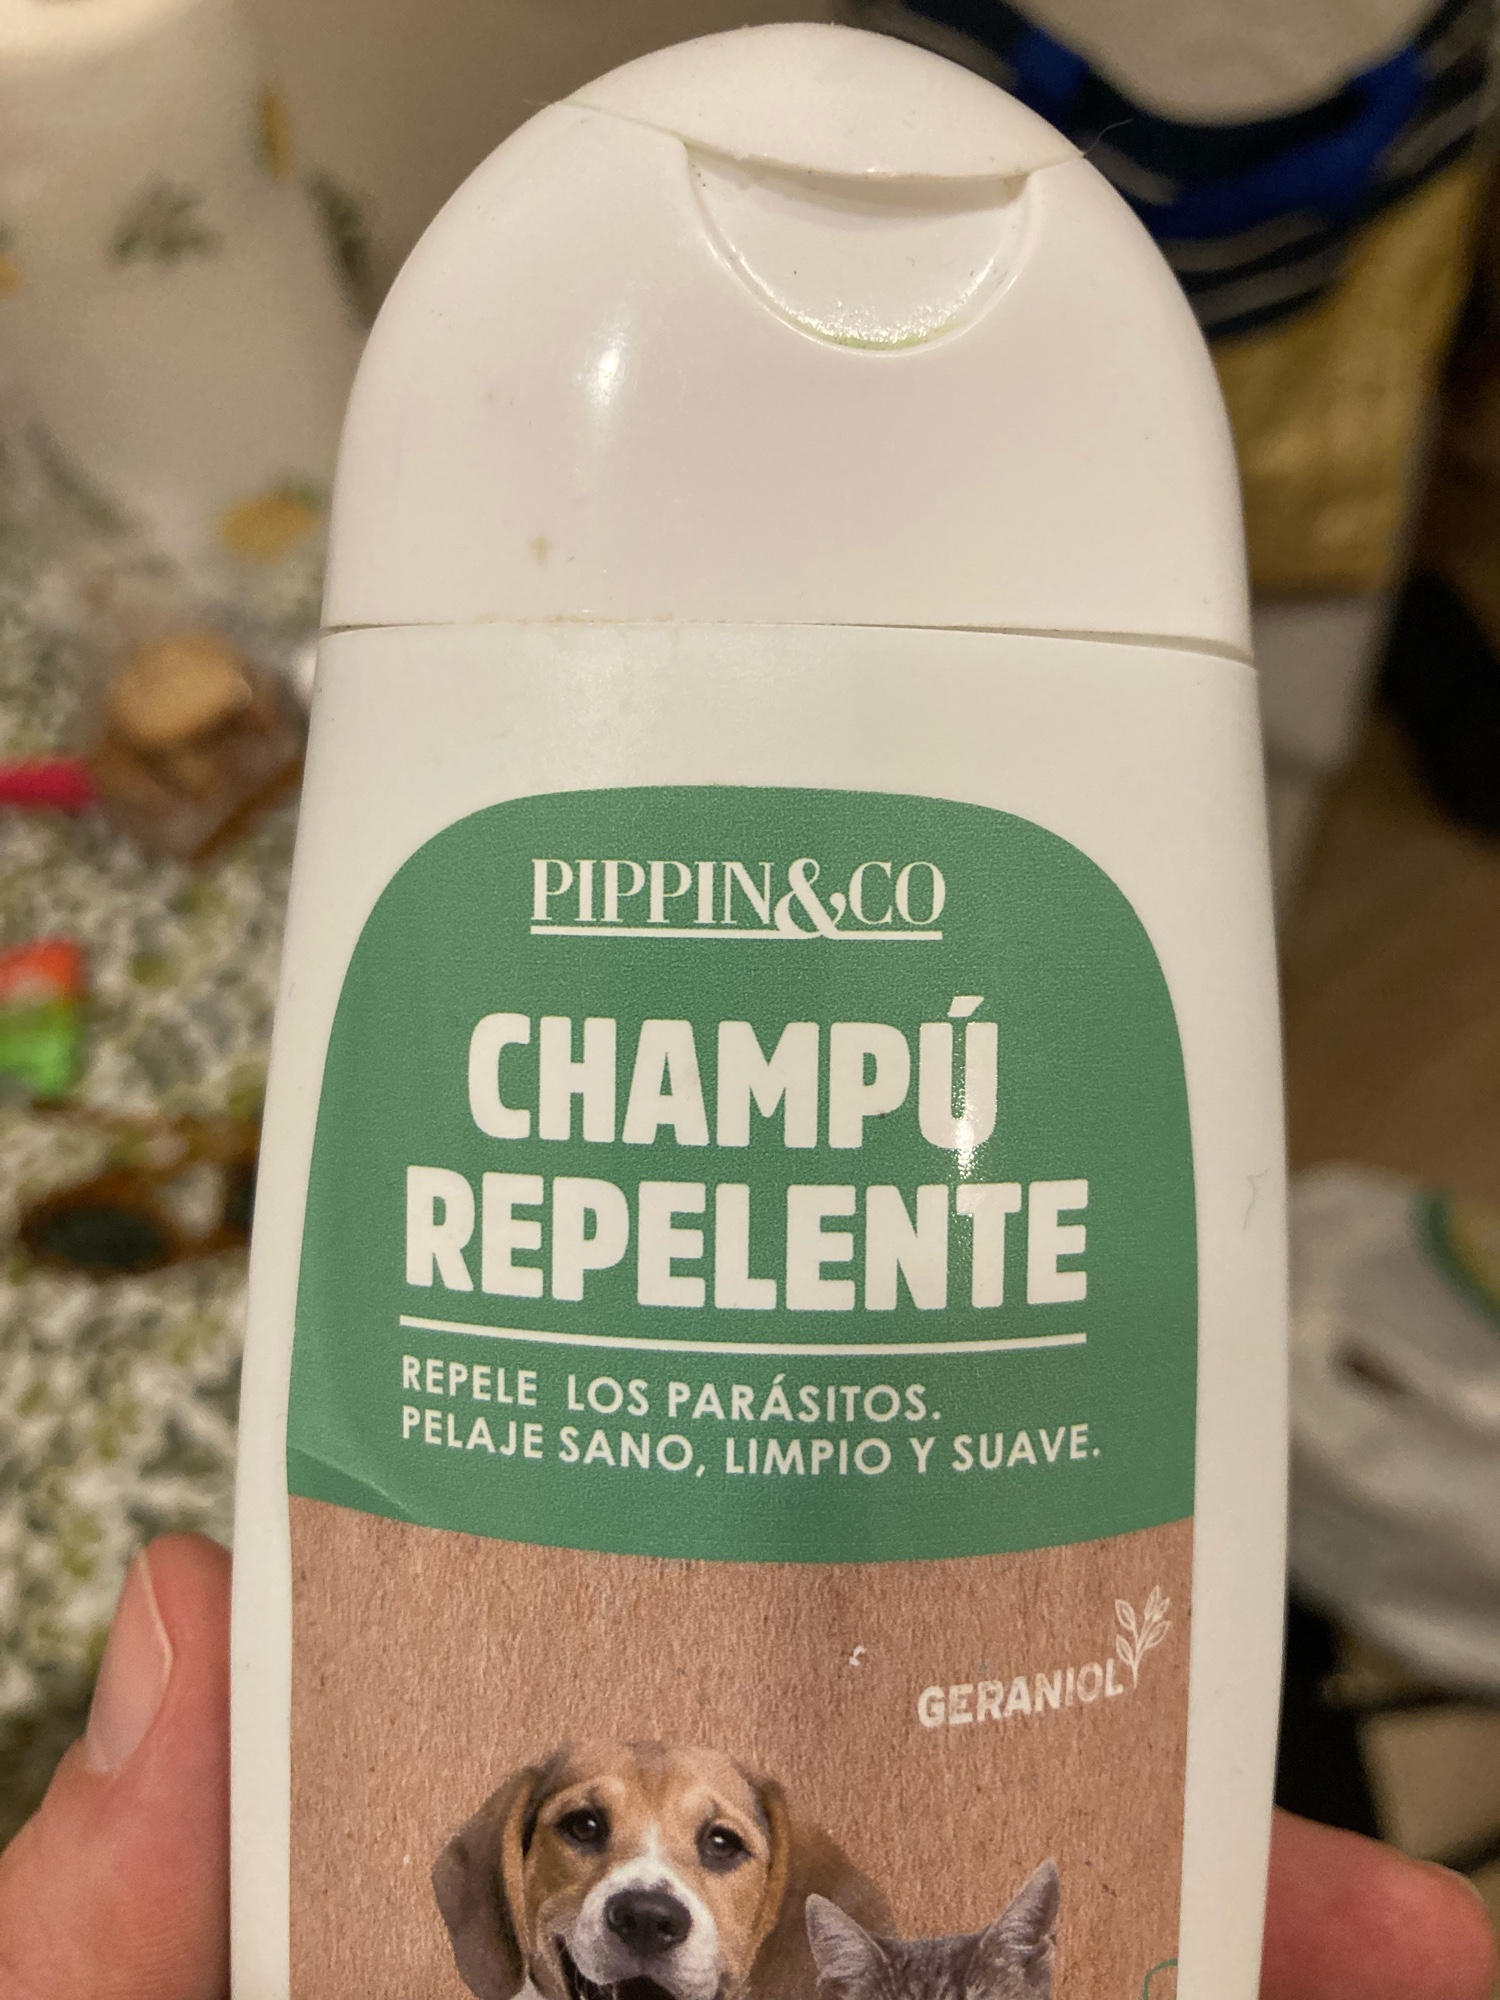 PIPPIN&CO
CHAMPÚ
REPELENTE
REPELE LOS PARÁSITOS.
PELAJE SANO, LIMPIO Y SUAVE.
GERANIOL